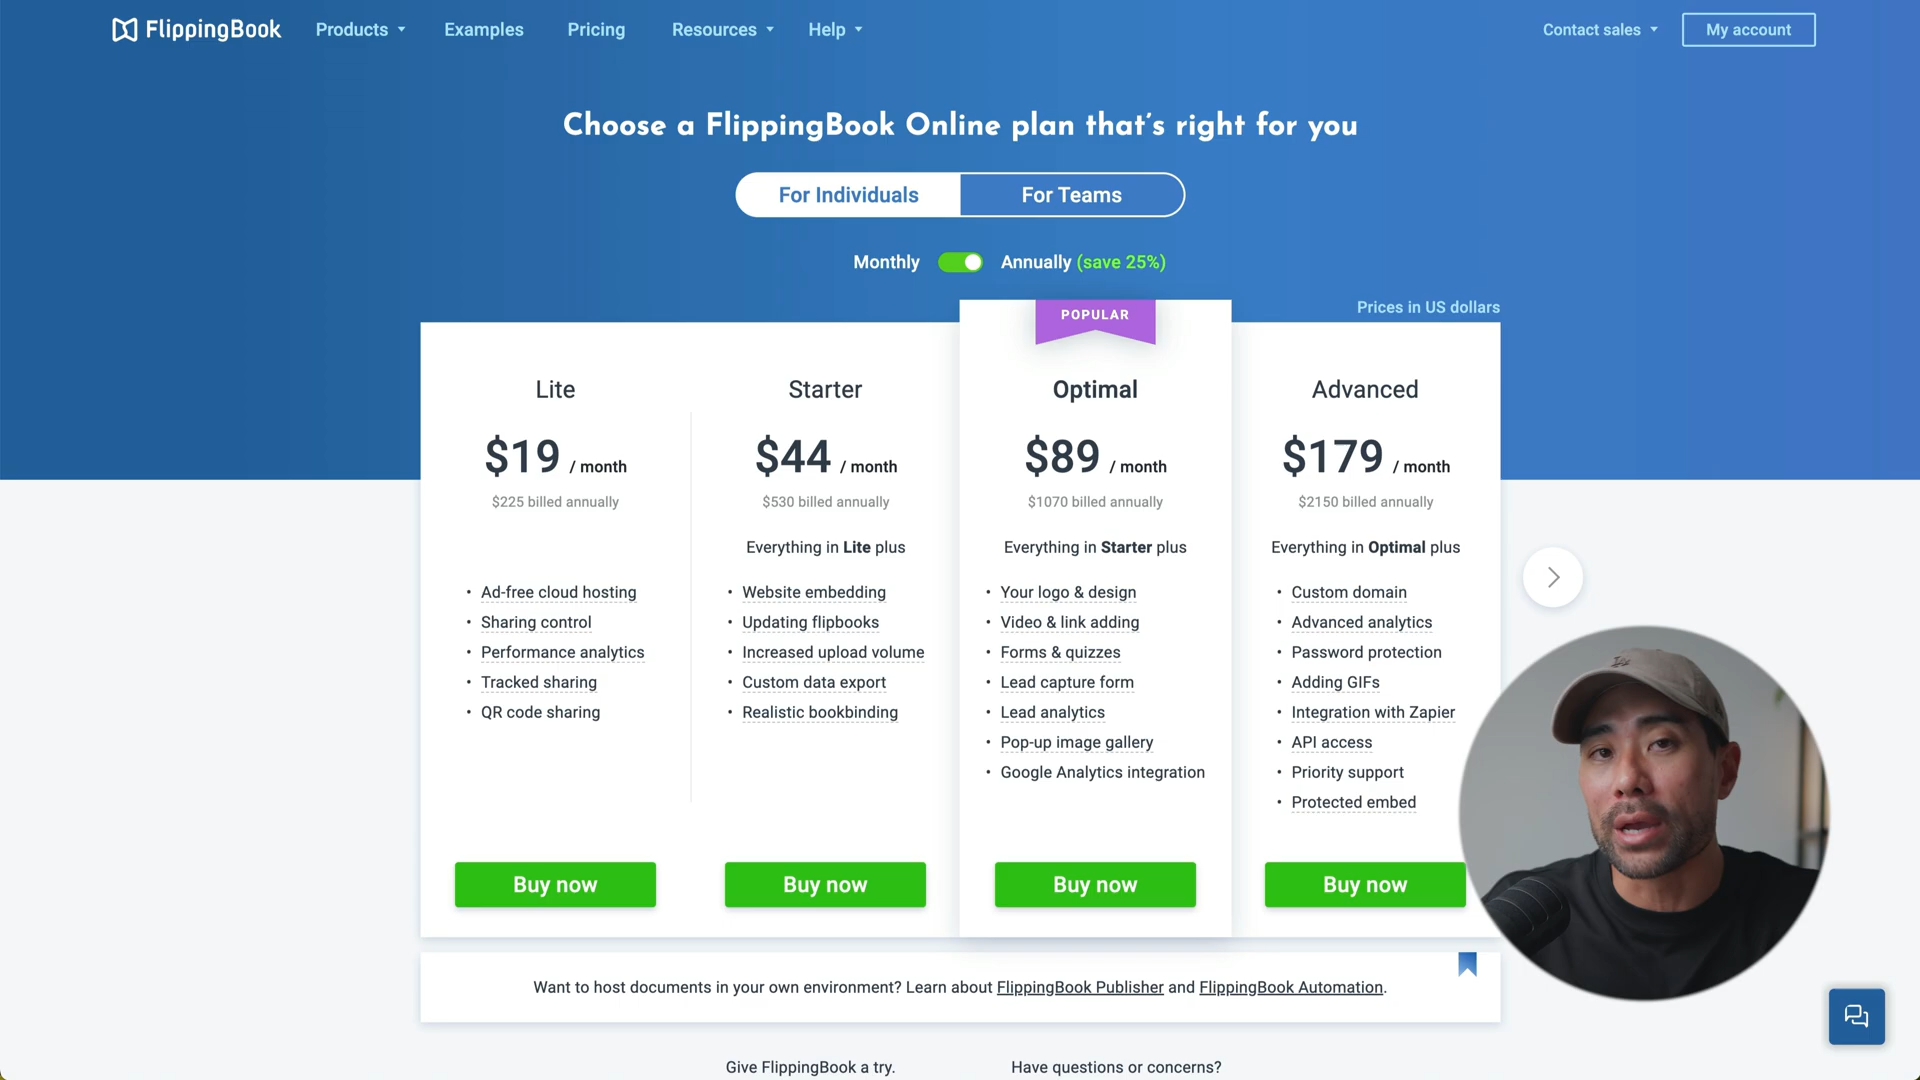 FlippingBook Products Examples Pricing Resources Help Contact sales My account
Choose a FlippingBook Online plan that's right for you
For Individuals For Teams
Monthly Annually (save 25%)
Prices in US dollars
POPULAR
Lite
$19 / month
$225 billed annually
• Ad-free cloud hosting
• Sharing control
• Performance analytics
• Tracked sharing
• QR code sharing
Buy now
Starter
$44 / month
$530 billed annually
Everything in Lite plus
• Website embedding
• Updating flipbooks
• Increased upload volume
• Custom data export
• Realistic bookbinding
Buy now
Optimal
$89 / month
$1070 billed annually
Everything in Starter plus
• Your logo & design
• Video & link adding
• Forms & quizzes
• Lead capture form
• Lead analytics
• Pop-up image gallery
• Google Analytics integration
Buy now
Advanced
$179 / month
$2150 billed annually
Everything in Optimal plus
• Custom domain
• Advanced analytics
• Password protection
• Adding GIFs
• Integration with Zapier
• API access
• Priority support
• Protected embed
Buy now
Want to host documents in your own environment? Learn about FlippingBook Publisher and FlippingBook Automation.
Give FlippingBook a try.
Have questions or concerns?